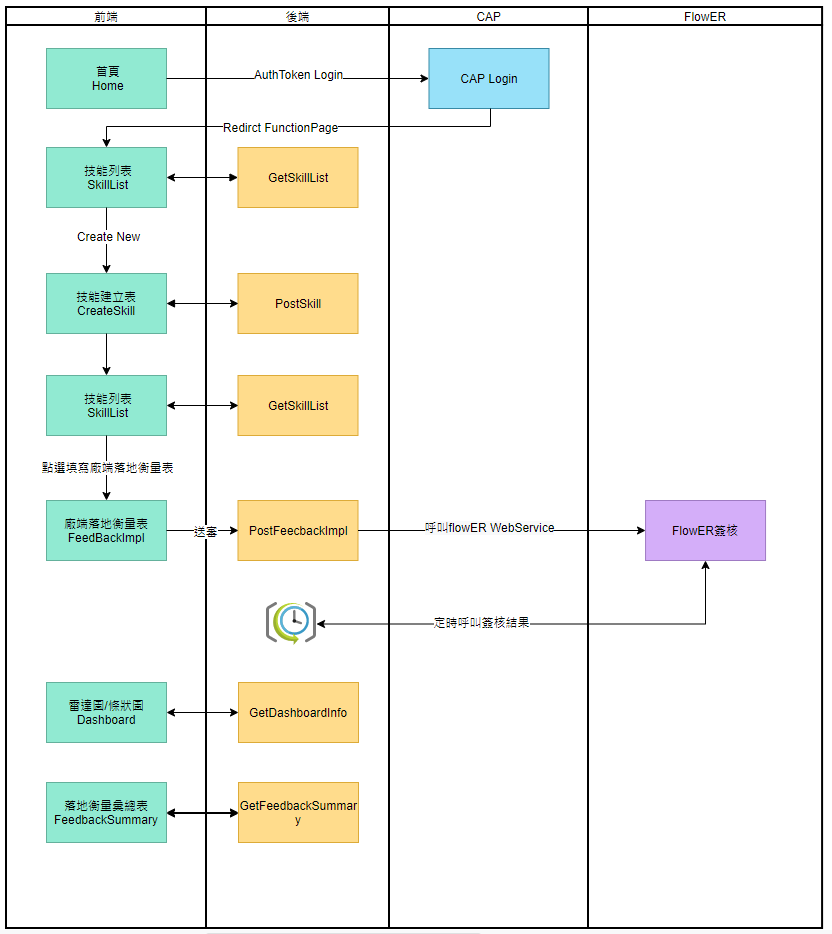 前端
後端
CAP
FlowER
首頁
Home
AuthToken Login
CAP Login
Redirct FunctionPage
技能列表
SkillList
GetSkillList
Create New
技能建立表
CreateSkill
PostSkill
技能列表
SkillList
GetSkillList
點選填寫廠端落地衡量表
廠端落地衡量表
FeedBackImpl
送審
PostFeecbackImpl
呼叫flowER WebService
FlowER簽核
定時呼叫簽核結果
雷達圖/條狀圖
Dashboard
GetDashboardInfo
落地衡量彙總表
FeedbackSummary
GetFeedbackSummar
y